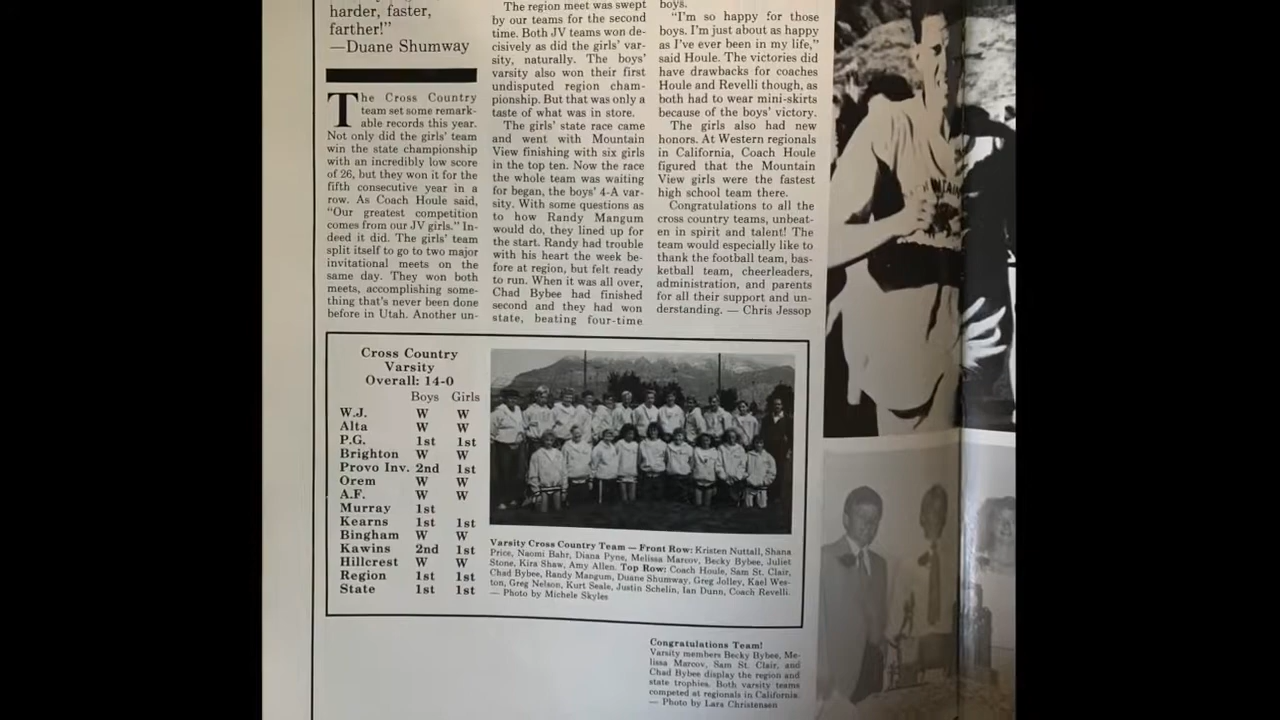 harder, faster,
farther!”
—Duane Shumway
The Cross Country
team set some remark-
able records this year.
Not only did the girls' team
win the state championship
with an incredibly low score
of 26, but they won it for the
fifth consecutive year in a
row. As Coach Houle said,
“Our greatest competition
comes from our JV girls.” In-
deed it did. The girls' team
split itself to go to two major
invitational meets on the
same day. They won both
meets, accomplishing some-
thing that's never been done
before in Utah. Another un-
The region meet was swept
by our teams for the second
time. Both JV teams won de-
cisively as did the girls' var-
sity, naturally. The boys'
varsity also won their first
undisputed region cham-
pionship. But that was only a
taste of what was in store.
The girls' state race came
and went with Mountain
View finishing with six girls
in the top ten. Now the race
the whole team was waiting
for began, the boys' 4-A var-
sity. With some questions as
to how Randy Mangum
would do, they lined up for
the start. Randy had trouble
with his heart the week be-
fore at region, but felt ready
to run. When it was all over,
Chad Bybee had finished
second and they had won
state, beating four-time
boys.
“I'm so happy for those
boys. I'm just about as happy
as I've ever been in my life,”
said Houle. The victories did
have drawbacks for coaches
Houle and Revelli though, as
both had to wear mini-skirts
because of the boys' victory.
The girls also had new
honors. At Western regionals
in California, Coach Houle
figured that the Mountain
View girls were the fastest
high school team there.
Congratulations to all the
cross country teams, unbeat-
en in spirit and talent! The
team would especially like to
thank the football team, bas-
ketball team, cheerleaders,
administration, and parents
for all their support and un-
derstanding. — Chris Jessop
Cross Country
Varsity
Overall: 14-0
Boys Girls
W.J. W W
Alta W W
P.G. 1st 1st
Brighton W W
Provo Inv. 2nd 1st
Orem W W
A.F. W W
Murray 1st
Kearns 1st 1st
Bingham W W
Kawins 2nd 1st
Hillcrest W W
Region 1st 1st
State 1st 1st
Varsity Cross Country Team — Front Row: Kristen Nuttall, Shana
Price, Naomi Bahr, Diana Pyne, Melissa Marcov, Becky Bybee, Juliet
Stone, Kira Shaw, Amy Allen. Top Row: Coach Houle, Sam St. Clair,
Chad Bybee, Randy Mangum, Duane Shumway, Greg Jolley, Kael Wes-
ton, Greg Nelson, Kurt Seale, Justin Schelin, Ian Dunn, Coach Revelli.
— Photo by Michele Skyles
Congratulations Team!
Varsity members Becky Bybee, Me-
lissa Marcov, Sam St. Clair, and
Chad Bybee display the region and
state trophies. Both varsity teams
competed at regionals in California.
— Photo by Lara Christensen